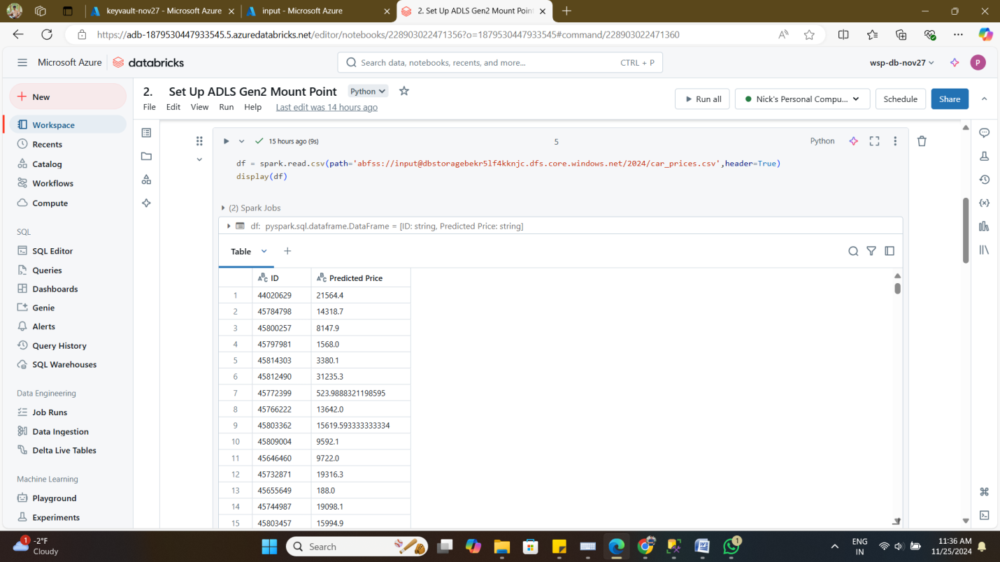 keyvault-nov27 - Microsoft Azure
input - Microsoft Azure
2. Set Up ADLS Gen2 Mount Point
https://adb-1879530447933545.5.azuredatabricks.net/editor/notebooks/228903022471356?o=1879530447933545#command/228903022471360
Microsoft Azure
databricks
Search data, notebooks, recents, and more...
CTRL + P
wsp-db-nov27
P
New
Workspace
Recents
Catalog
Workflows
Compute
SQL
SQL Editor
Queries
Dashboards
Genie
Alerts
Query History
SQL Warehouses
Data Engineering
Job Runs
Data Ingestion
Delta Live Tables
Machine Learning
Playground
Experiments
2. Set Up ADLS Gen2 Mount Point
Python
File Edit View Run Help Last edit was 14 hours ago
Run all
Nick's Personal Compu...
Schedule
Share
15 hours ago (9s)
5
Python
df = spark.read.csv(path='abfss://input@dbstoragebekr5lf4kknjc.dfs.core.windows.net/2024/car_prices.csv',header=True)
display(df)
(2) Spark Jobs
df: pyspark.sql.dataframe.DataFrame = [ID: string, Predicted Price: string]
Table
ID Predicted Price
1 44020629 21564.4
2 45784798 14318.7
3 45800257 8147.9
4 45797981 1568.0
5 45814303 3380.1
6 45812490 31235.3
7 45772399 523.9888321198595
8 45766222 13642.0
9 45803362 15619.593333333334
10 45809004 9592.1
11 45646460 9722.0
12 45732871 19316.3
13 45655649 188.0
14 45744987 19098.1
15 45803457 15994.9
1
-2°F
Cloudy
Search
1
ENG
IN
11:36 AM
11/25/2024